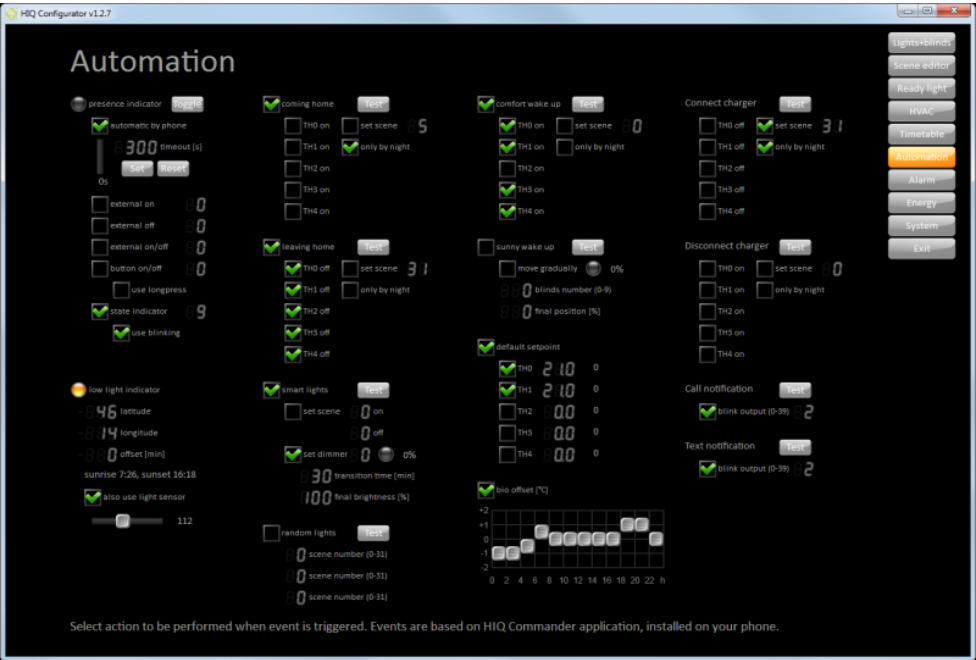 HIQ Configurator v1.2.7
Automation
presence indicator Toggle
automatic by phone
300 timeout [s]
Set Reset
0s
external on 0
external off 0
external on/off 0
button on/off 0
use longpress
state indicator 9
use blinking
low light indicator
46 latitude
14 longitude
0 offset [min]
sunrise 7:26, sunset 16:18
also use light sensor
112
coming home Test
TH0 on set scene 5
TH1 on only by night
TH2 on
TH3 on
TH4 on
leaving home Test
TH0 off set scene 31
TH1 off only by night
TH2 off
TH3 off
TH4 off
smart lights Test
set scene 0 on
0 off
set dimmer 0 0%
30 transition time [min]
100 final brightness [%]
random lights Test
0 scene number (0-31)
0 scene number (0-31)
0 scene number (0-31)
comfort wake up Test
TH0 on set scene 0
TH1 on only by night
TH2 on
TH3 on
TH4 on
sunny wake up Test
move gradually 0%
0 blinds number (0-9)
0 final position [%]
default setpoint
TH0 21.0 0
TH1 21.0 0
TH2 0.0 0
TH3 0.0 0
TH4 0.0 0
bio offset [°C]
+2
+1
0
-1
-2
0 2 4 6 8 10 12 14 16 18 20 22 h
Connect charger Test
TH0 off set scene 31
TH1 off only by night
TH2 off
TH3 off
TH4 off
Disconnect charger Test
TH0 on set scene 0
TH1 on only by night
TH2 on
TH3 on
TH4 on
Call notification Test
blink output (0-39) 2
Text notification Test
blink output (0-39) 2
Lights+blinds
Scene editor
Ready light
HVAC
Timetable
Automation
Alarm
Energy
System
Exit
Select action to be performed when event is triggered. Events are based on HIQ Commander application, installed on your phone.